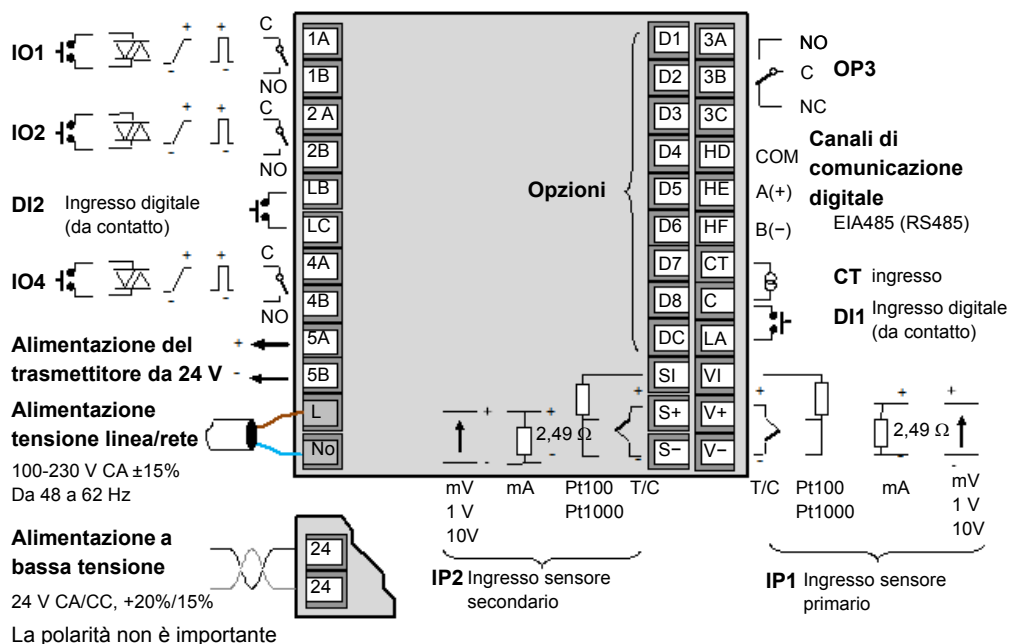 IO1
+
+
-
-
C
NO
IO2
+
+
-
-
C
NO
DI2 Ingresso digitale
(da contatto)
IO4
+
+
-
-
C
NO
Alimentazione del
trasmettitore da 24 V
+
-
Alimentazione
tensione linea/rete
100-230 V CA ±15%
Da 48 a 62 Hz
Alimentazione a
bassa tensione
24 V CA/CC, +20%/15%
La polarità non è importante
1A
1B
2 A
2B
LB
LC
4A
4B
5A
5B
L
No
24
24
Opzioni
D1 3A
D2 3B
D3 3C
D4 HD
D5 HE
D6 HF
D7 CT
D8 C
DC LA
SI VI
S+ V+
S− V−
NO
C OP3
NC
Canali di
comunicazione
digitale
EIA485 (RS485)
COM
A(+)
B(−)
CT ingresso
DI1 Ingresso digitale
(da contatto)
+ + +
2,49 Ω
- - -
mV mA Pt100 T/C
1 V Pt1000
10V
IP2 Ingresso sensore
secondario
+ + +
2,49 Ω
- - -
T/C Pt100 mA mV
Pt1000 1 V
10V
IP1 Ingresso sensore
primario